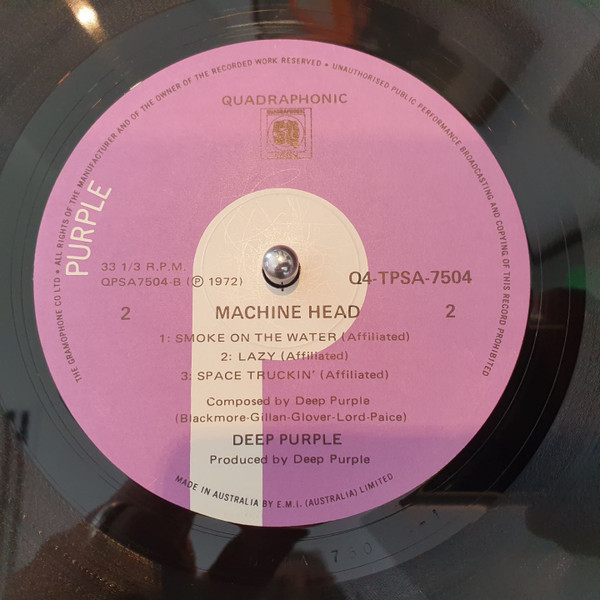 THE GRAMOPHONE CO LTD • ALL RIGHTS OF THE MANUFACTURER AND OF THE OWNER OF THE RECORDED WORK RESERVED • UNAUTHORISED PUBLIC PERFORMANCE BROADCASTING AND COPYING OF THIS RECORD PROHIBITED
QUADRAPHONIC
SQ
PURPLE
33 1/3 R.P.M.
QPSA7504-B (℗ 1972)
Q4-TPSA-7504
2
MACHINE HEAD
2
1: SMOKE ON THE WATER (Affiliated)
2: LAZY (Affiliated)
3: SPACE TRUCKIN' (Affiliated)
Composed by Deep Purple
(Blackmore-Gillan-Glover-Lord-Paice)
DEEP PURPLE
Produced by Deep Purple
MADE IN AUSTRALIA BY E.M.I. (AUSTRALIA) LIMITED